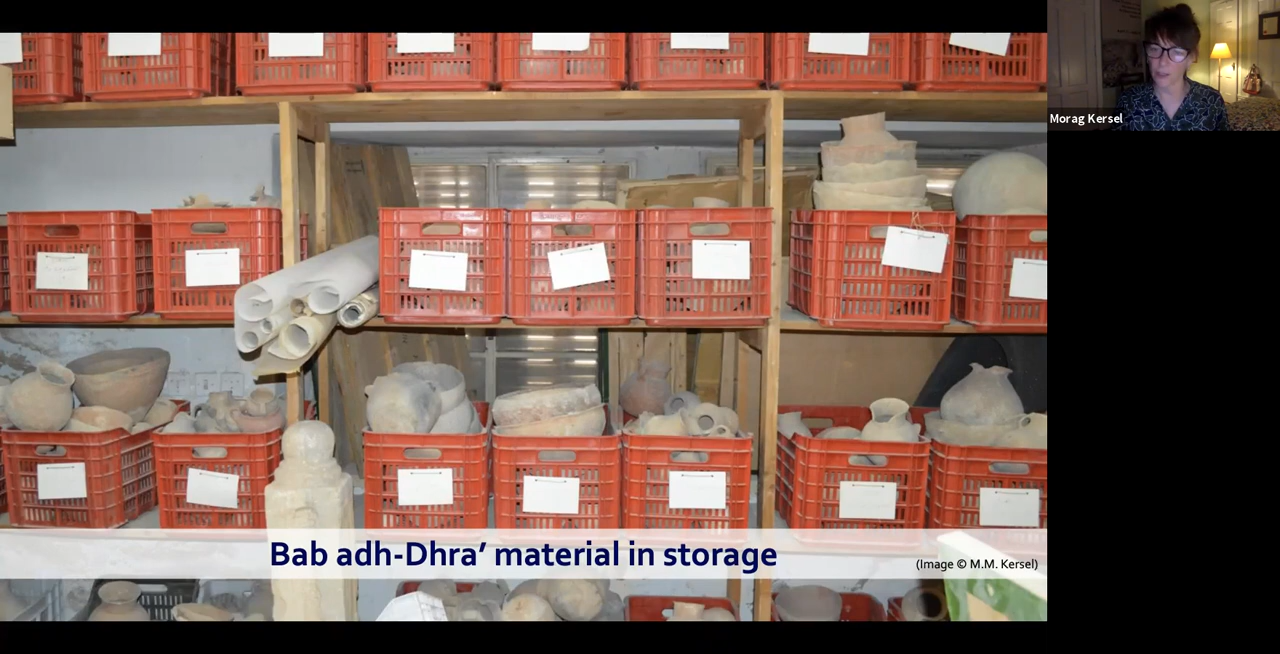 Morag Kersel
Bab adh-Dhra’ material in storage
(Image © M.M. Kersel)